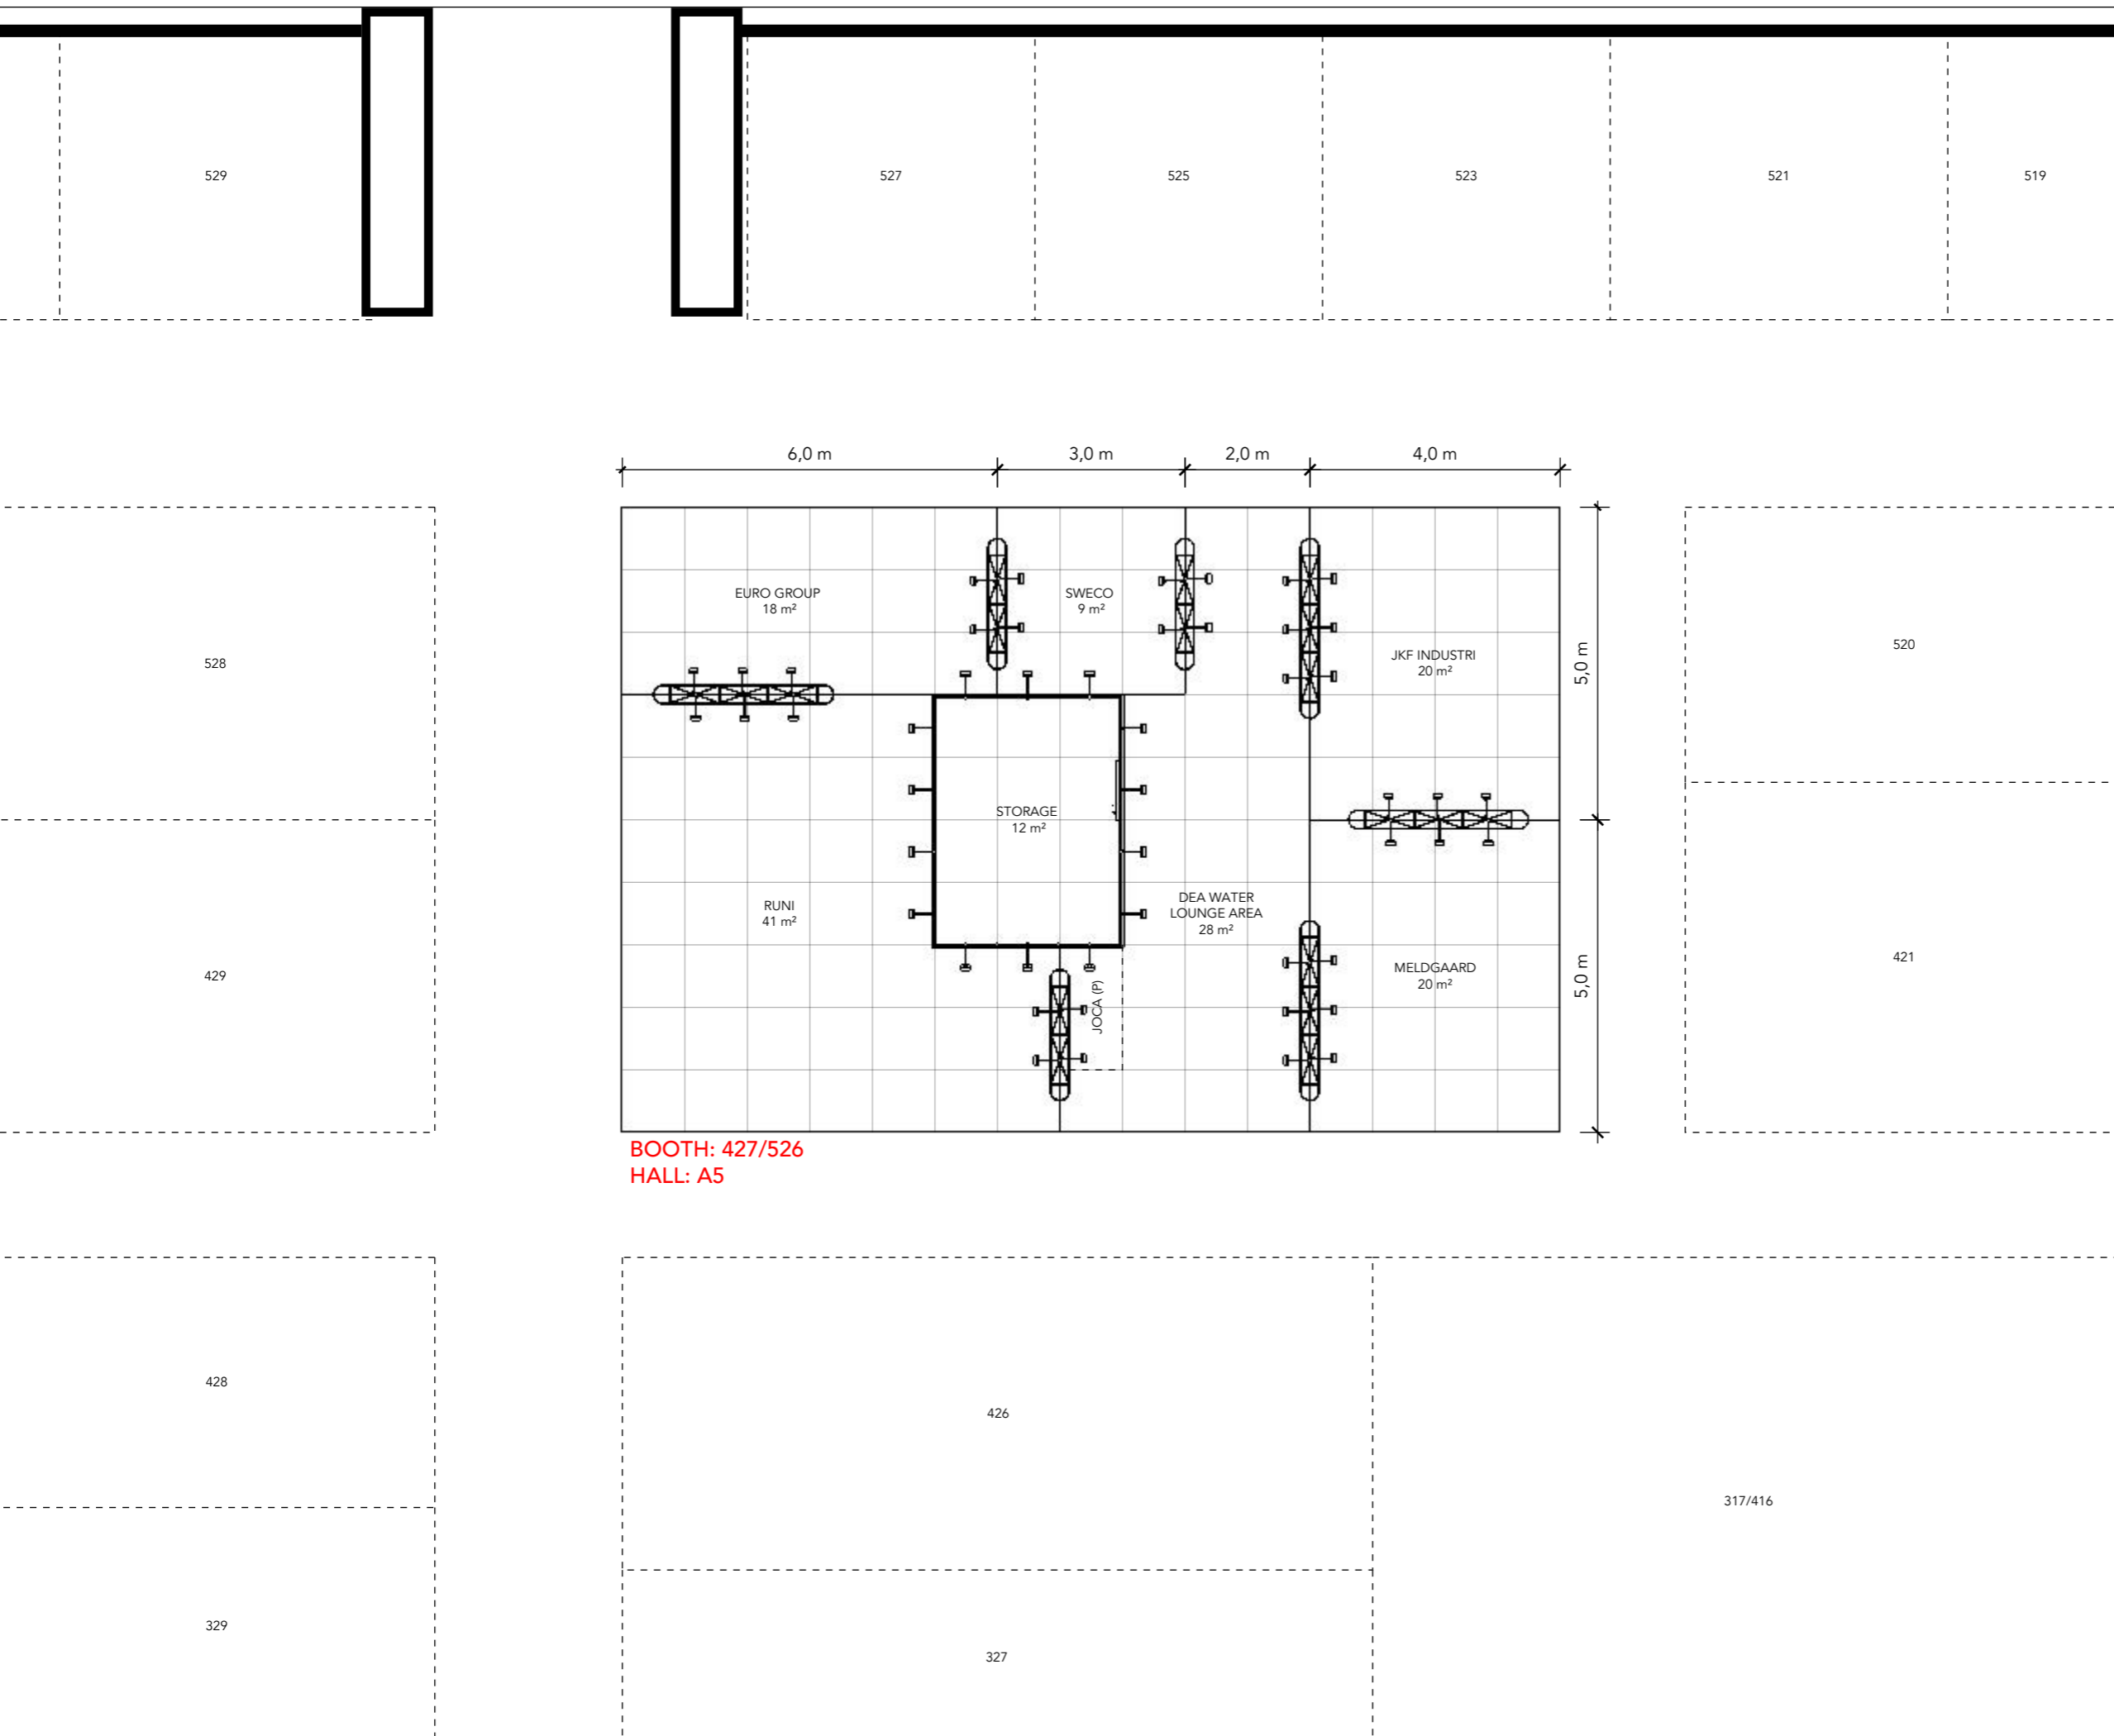 529
527
525
523
521
519
6,0 m
3,0 m
2,0 m
4,0 m
EURO GROUP
18 m²
SWECO
9 m²
JKF INDUSTRI
20 m²
5,0 m
528
520
STORAGE
12 m²
RUNI
41 m²
DEA WATER
LOUNGE AREA
28 m²
JOCA (P)
MELDGAARD
20 m²
5,0 m
429
421
BOOTH: 427/526
HALL: A5
428
426
317/416
329
327